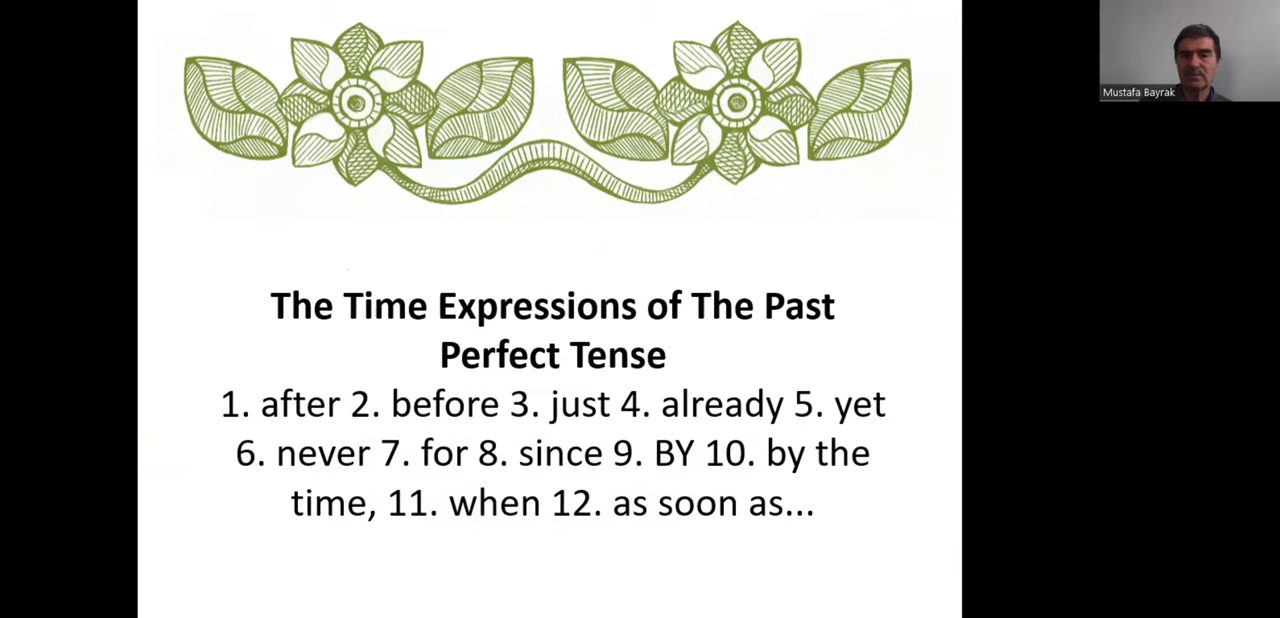 Mustafa Bayrak
The Time Expressions of The Past
Perfect Tense
1. after 2. before 3. just 4. already 5. yet
6. never 7. for 8. since 9. BY 10. by the
time, 11. when 12. as soon as...